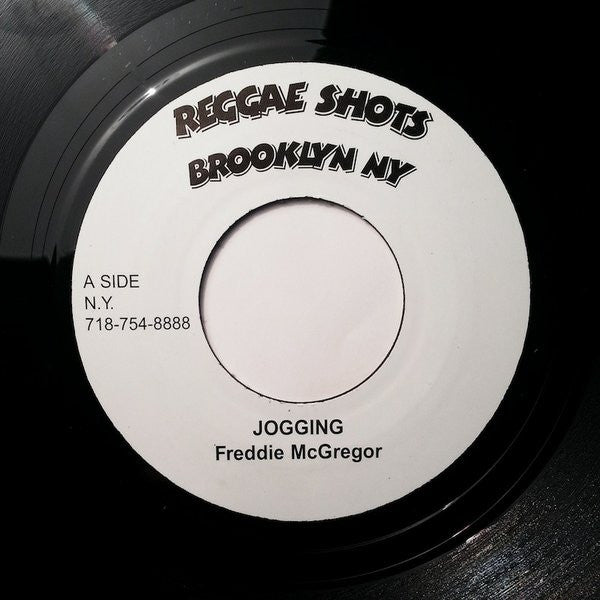 REGGAE SHOTS
BROOKLYN NY
A SIDE
N.Y.
718-754-8888
JOGGING
Freddie McGregor